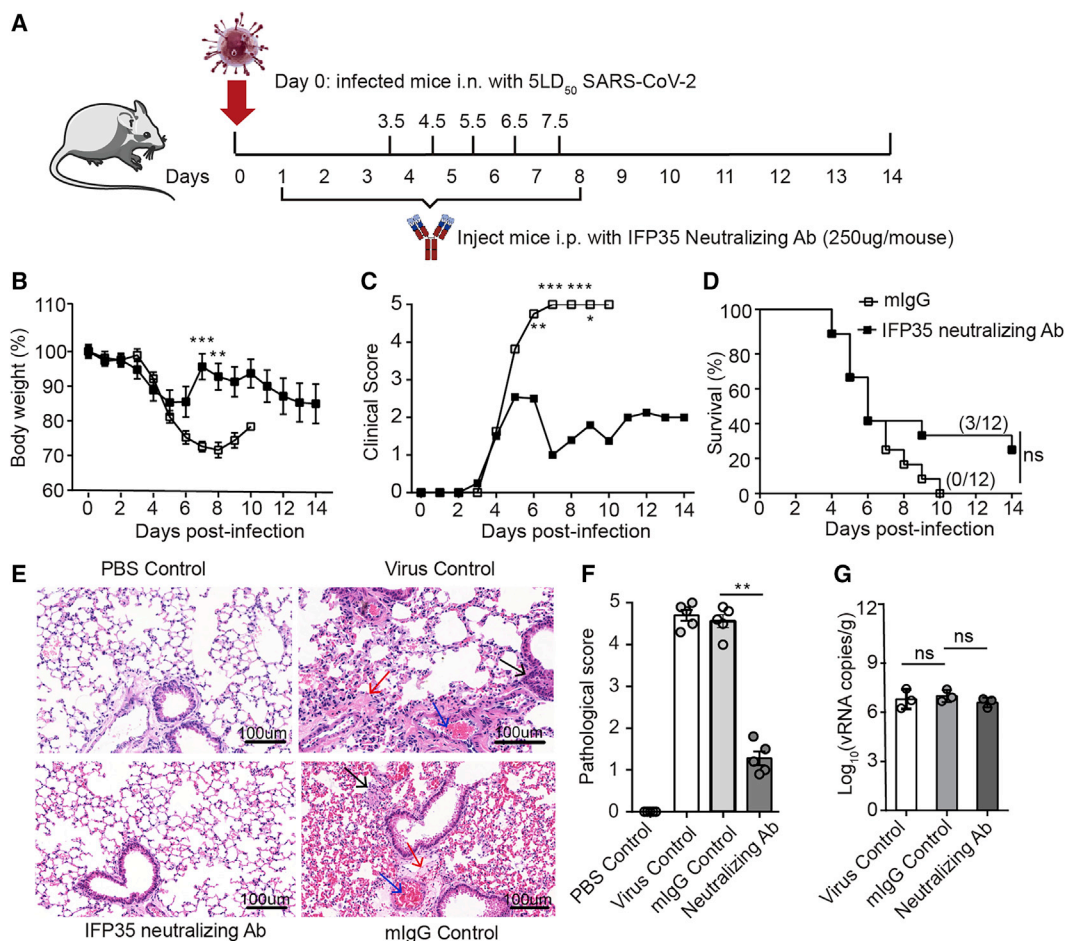 A
Day 0: infected mice i.n. with 5LD50 SARS-CoV-2
3.5 4.5 5.5 6.5 7.5
Days 0 1 2 3 4 5 6 7 8 9 10 11 12 13 14
Inject mice i.p. with IFP35 Neutralizing Ab (250ug/mouse)
B
110
100
90
80
70
60
Body weight (%)
***
**
0 2 4 6 8 10 12 14
Days post-infection
C
5
4
3
2
1
0
Clinical Score
*** ***
** *
0 2 4 6 8 10 12 14
Days post-infection
D
mIgG
IFP35 neutralizing Ab
100
80
60
40
20
0
Survival (%)
(3/12)
(0/12)
ns
0 2 4 6 8 10 12 14
Days post-infection
E
PBS Control
Virus Control
100um
100um
100um
100um
IFP35 neutralizing Ab
mIgG Control
F
5
4
3
2
1
0
Pathological score
**
PBS Control
Virus Control
mIgG Control
Neutralizing Ab
G
12
9
6
3
0
Log10(vRNA copies/g)
ns
ns
Virus Control
mIgG Control
Neutralizing Ab